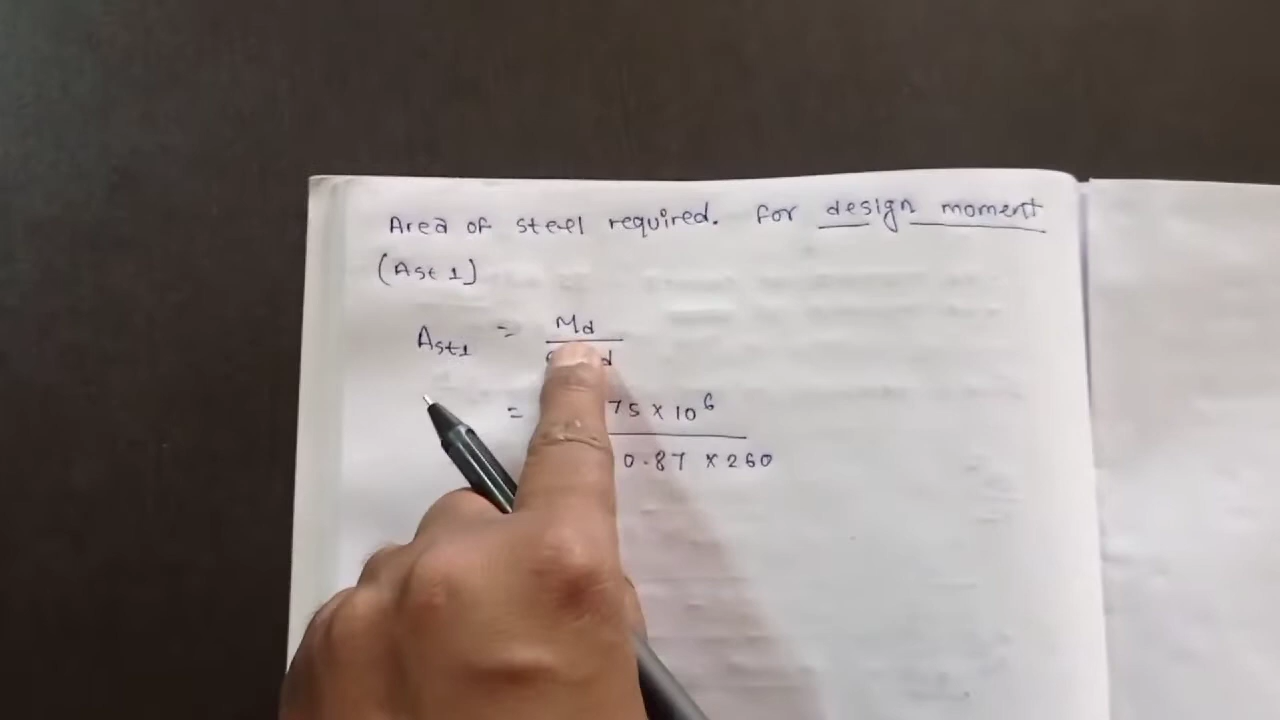 Area of steel required. for design moment
(Ast 1)
Ast1 = Md
d
= 75 × 10^6
0.87 × 260